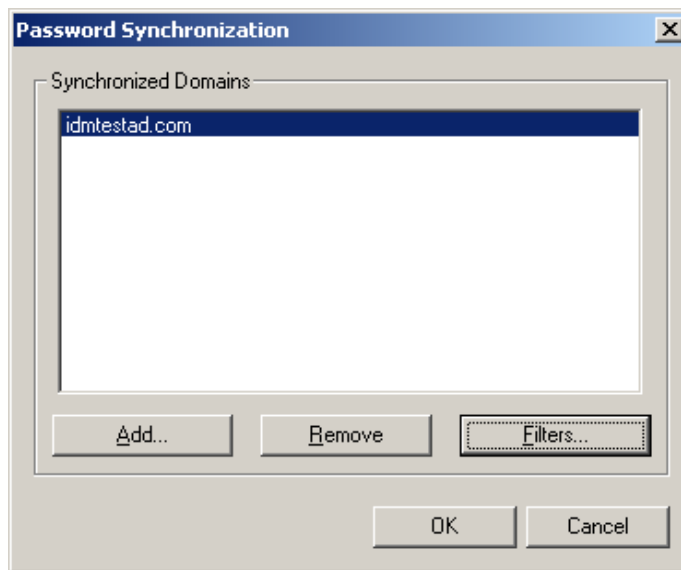 Password Synchronization
Synchronized Domains
idmtestad.com
Add...
Remove
Filters...
OK
Cancel